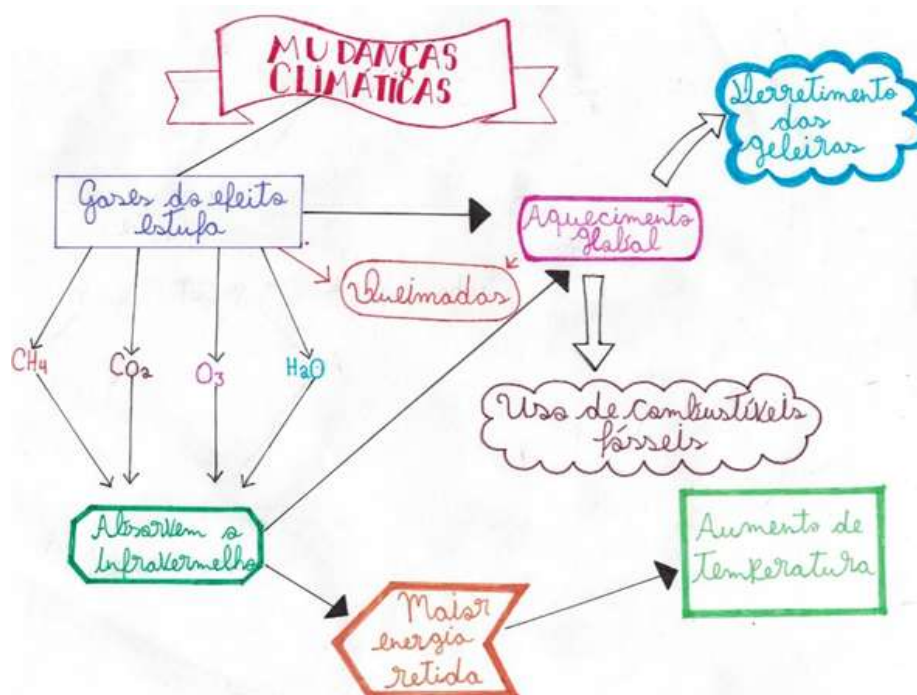 MUDANÇAS
CLIMÁTICAS
Derretimento
das
geleiras
Gases do efeito
estufa
Aquecimento
Global
Queimadas
CH4
CO2
O3
H2O
Uso de combustíveis
fósseis
Absorvem o
Infravermelho
Aumento de
Temperatura
Maior
energia
retida